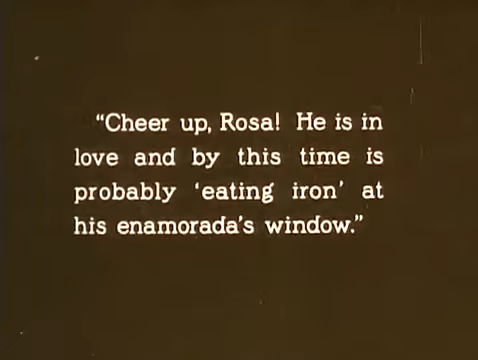 “Cheer up, Rosa! He is in
love and by this time is
probably ‘eating iron’ at
his enamorada’s window.”